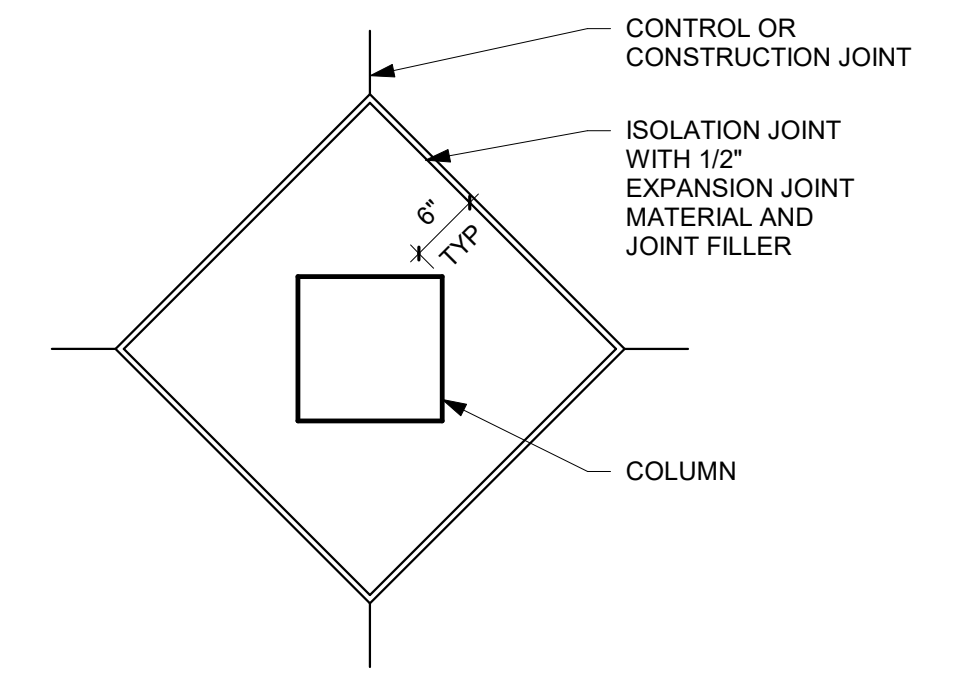 CONTROL OR
CONSTRUCTION JOINT
ISOLATION JOINT
WITH 1/2"
EXPANSION JOINT
MATERIAL AND
JOINT FILLER
6"
TYP
COLUMN